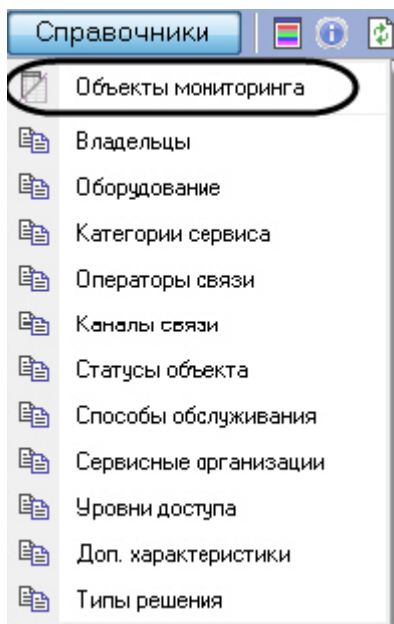 Справочники
Объекты мониторинга
Владельцы
Оборудование
Категории сервиса
Операторы связи
Каналы связи
Статусы объекта
Способы обслуживания
Сервисные организации
Уровни доступа
Доп. характеристики
Типы решения